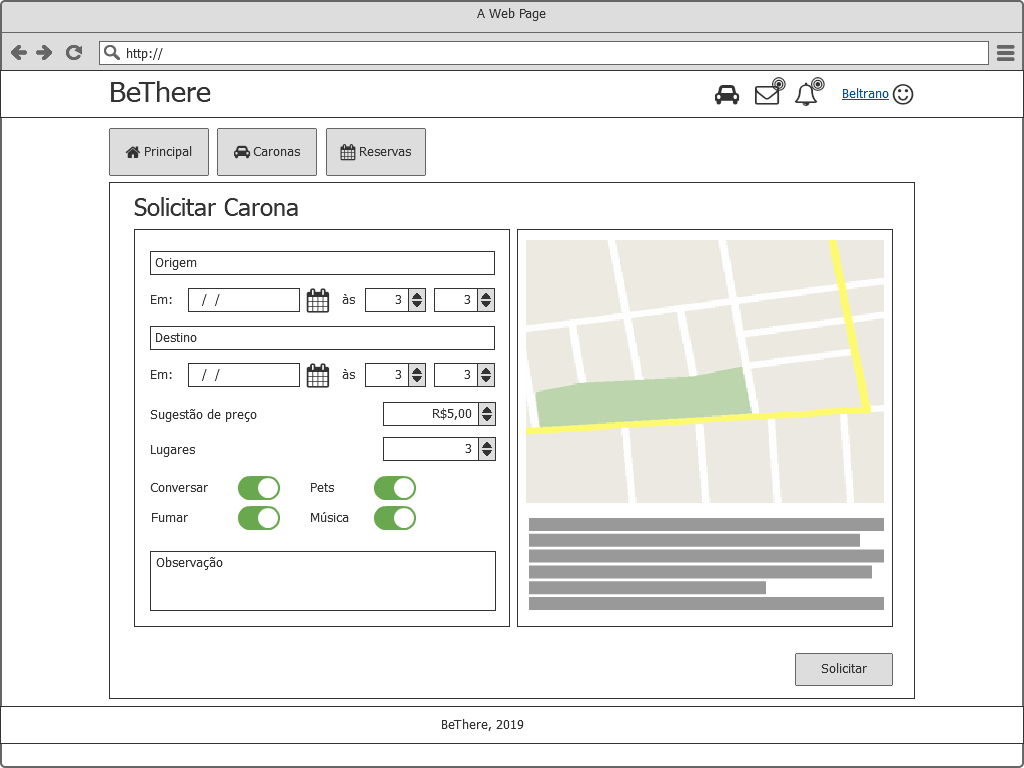 A Web Page
http://
BeThere
Beltrano
Principal
Caronas
Reservas
Solicitar Carona
Origem
Em: / / às 3 3
Destino
Em: / / às 3 3
Sugestão de preço R$5,00
Lugares 3
Conversar Pets
Fumar Música
Observação
Solicitar
BeThere, 2019